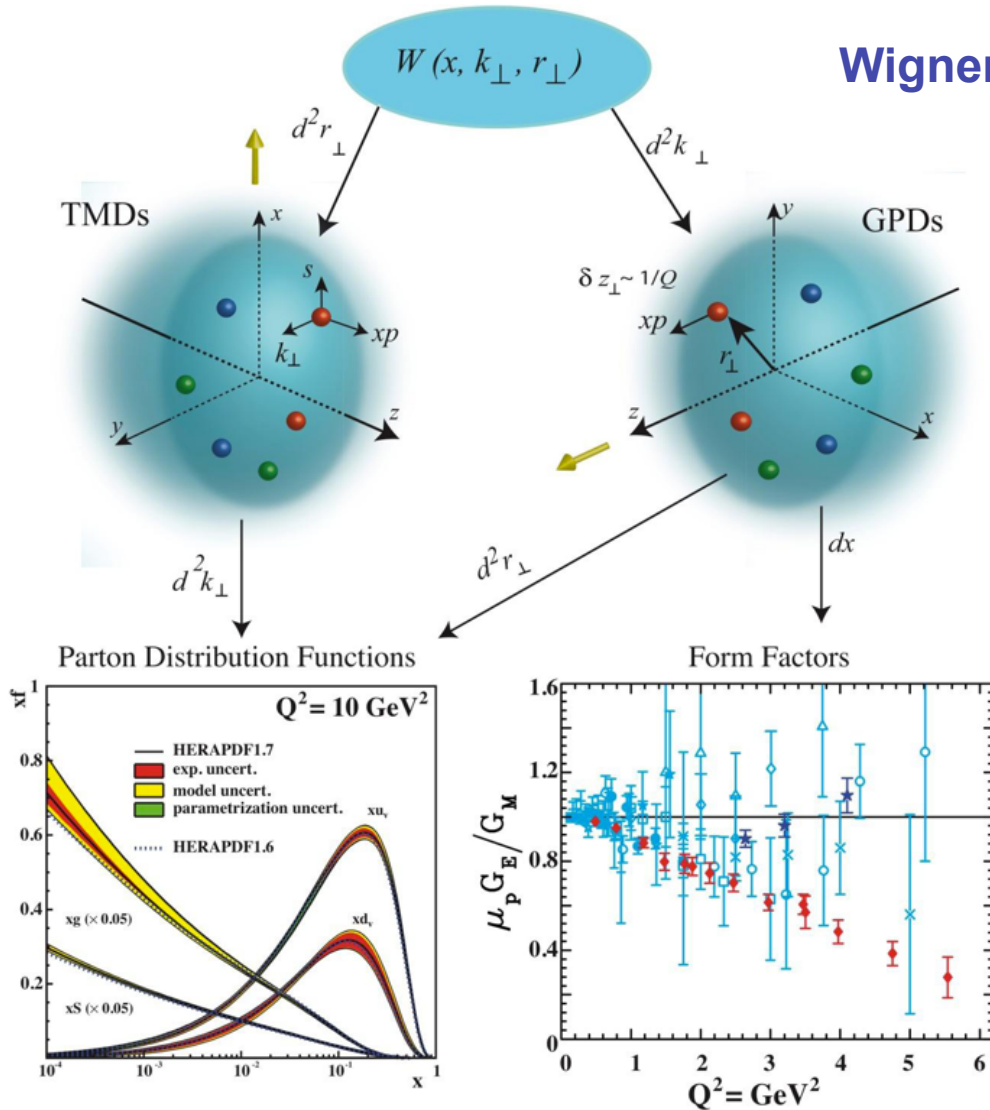 W (x, k⊥, r⊥)
Wigner
d²r⊥
d²k⊥
TMDs
GPDs
x
s
xp
k⊥
y
z
y
δ z⊥~ 1/Q
xp
r⊥
z
x
d²k⊥
d²r⊥
dx
Parton Distribution Functions
xf
1
0.8
0.6
0.4
0.2
Q²= 10 GeV²
HERAPDF1.7
exp. uncert.
model uncert.
parametrization uncert.
HERAPDF1.6
xuᵥ
xdᵥ
xg (× 0.05)
xS (× 0.05)
10⁻⁴
10⁻³
10⁻²
10⁻¹
1
x
Form Factors
μₚGE/GM
1.6
1.2
0.8
0.4
0
0
1
2
3
4
5
6
Q²= GeV²